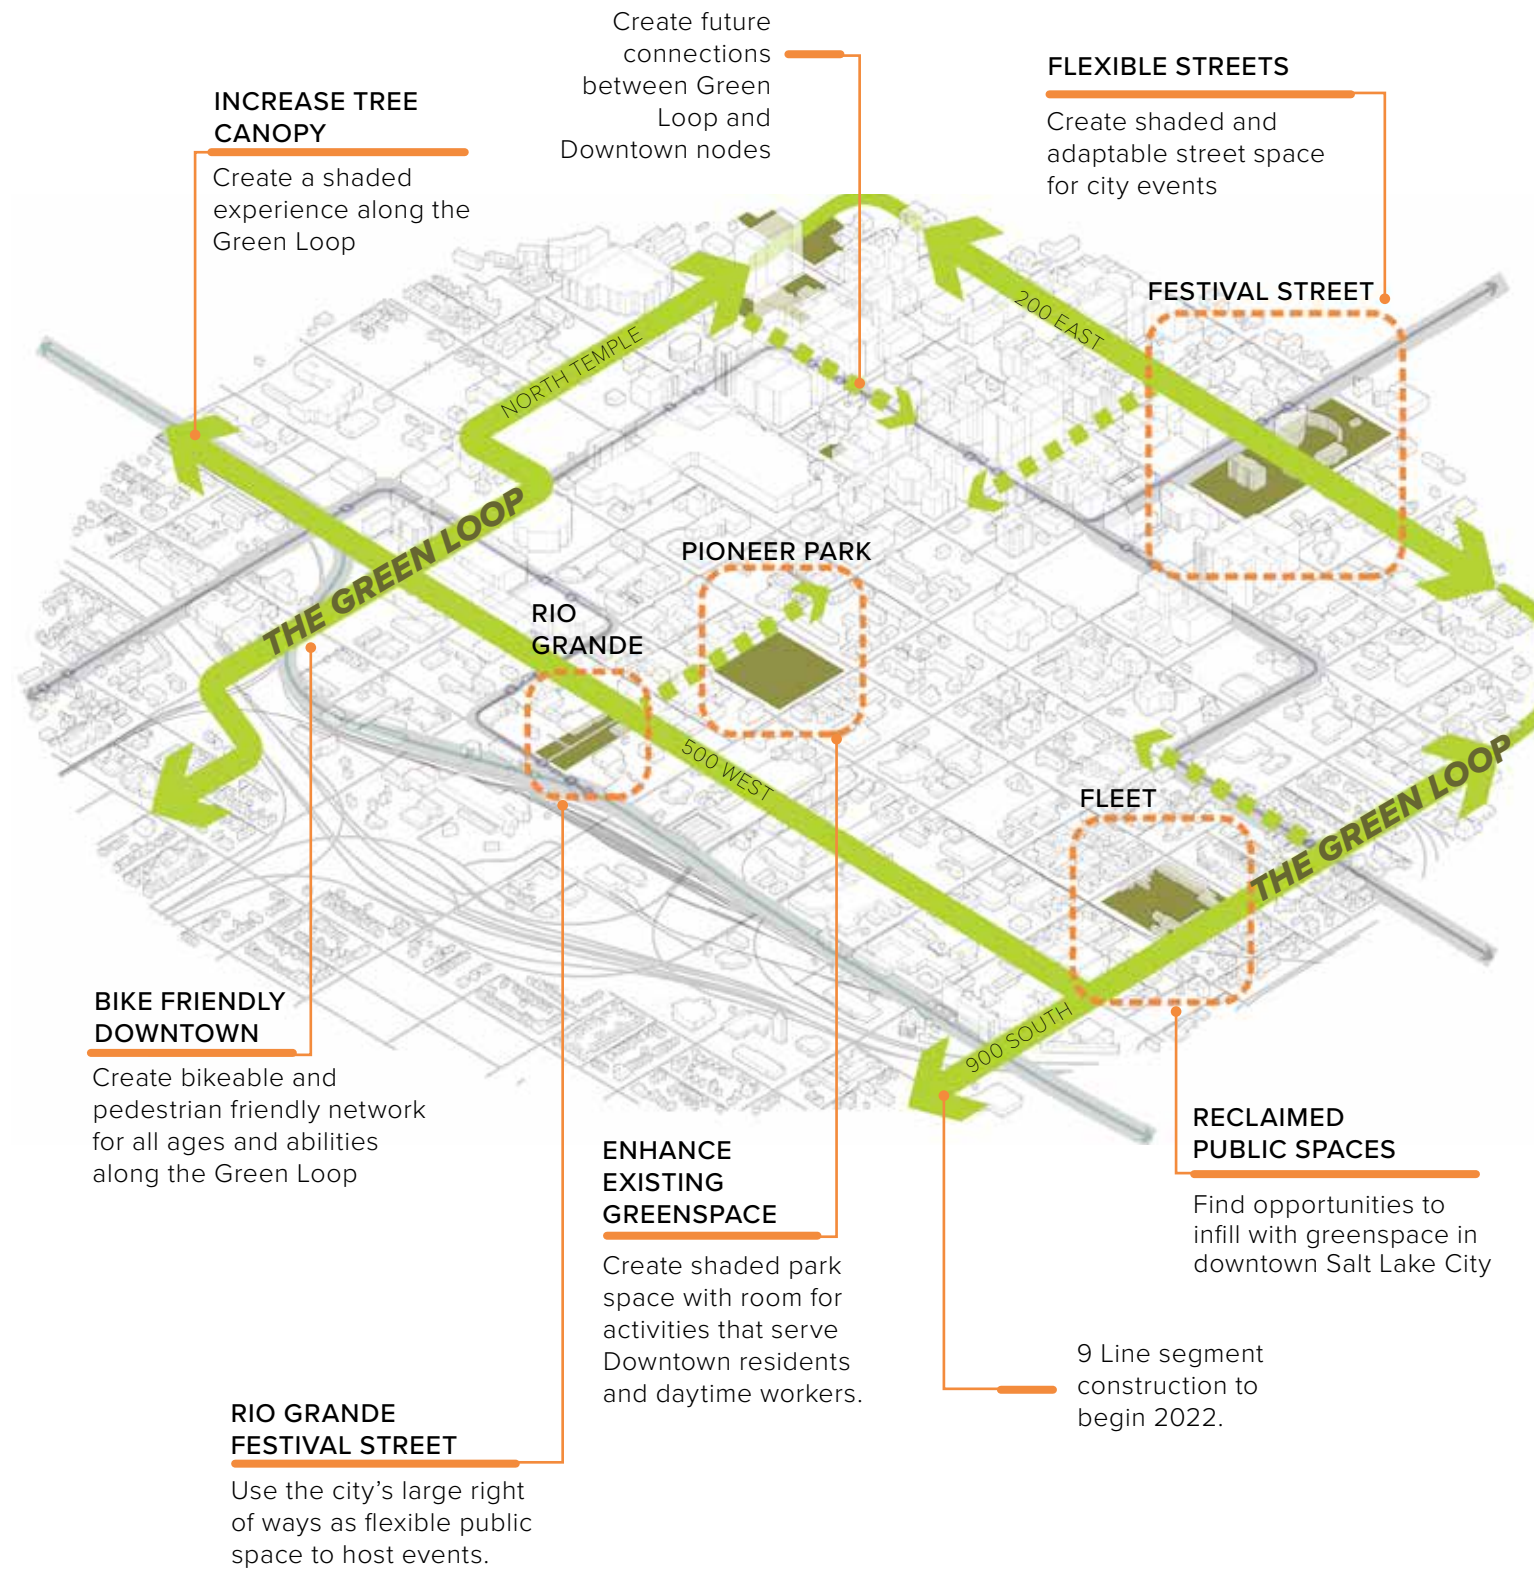 Create future
connections
between Green
Loop and
Downtown nodes
FLEXIBLE STREETS
Create shaded and
adaptable street space
for city events
INCREASE TREE
CANOPY
Create a shaded
experience along the
Green Loop
FESTIVAL STREET
200 EAST
NORTH TEMPLE
THE GREEN LOOP
PIONEER PARK
RIO
GRANDE
500 WEST
FLEET
THE GREEN LOOP
900 SOUTH
BIKE FRIENDLY
DOWNTOWN
Create bikeable and
pedestrian friendly network
for all ages and abilities
along the Green Loop
RECLAIMED
PUBLIC SPACES
Find opportunities to
infill with greenspace in
downtown Salt Lake City
ENHANCE
EXISTING
GREENSPACE
Create shaded park
space with room for
activities that serve
Downtown residents
and daytime workers.
9 Line segment
construction to
begin 2022.
RIO GRANDE
FESTIVAL STREET
Use the city’s large right
of ways as flexible public
space to host events.